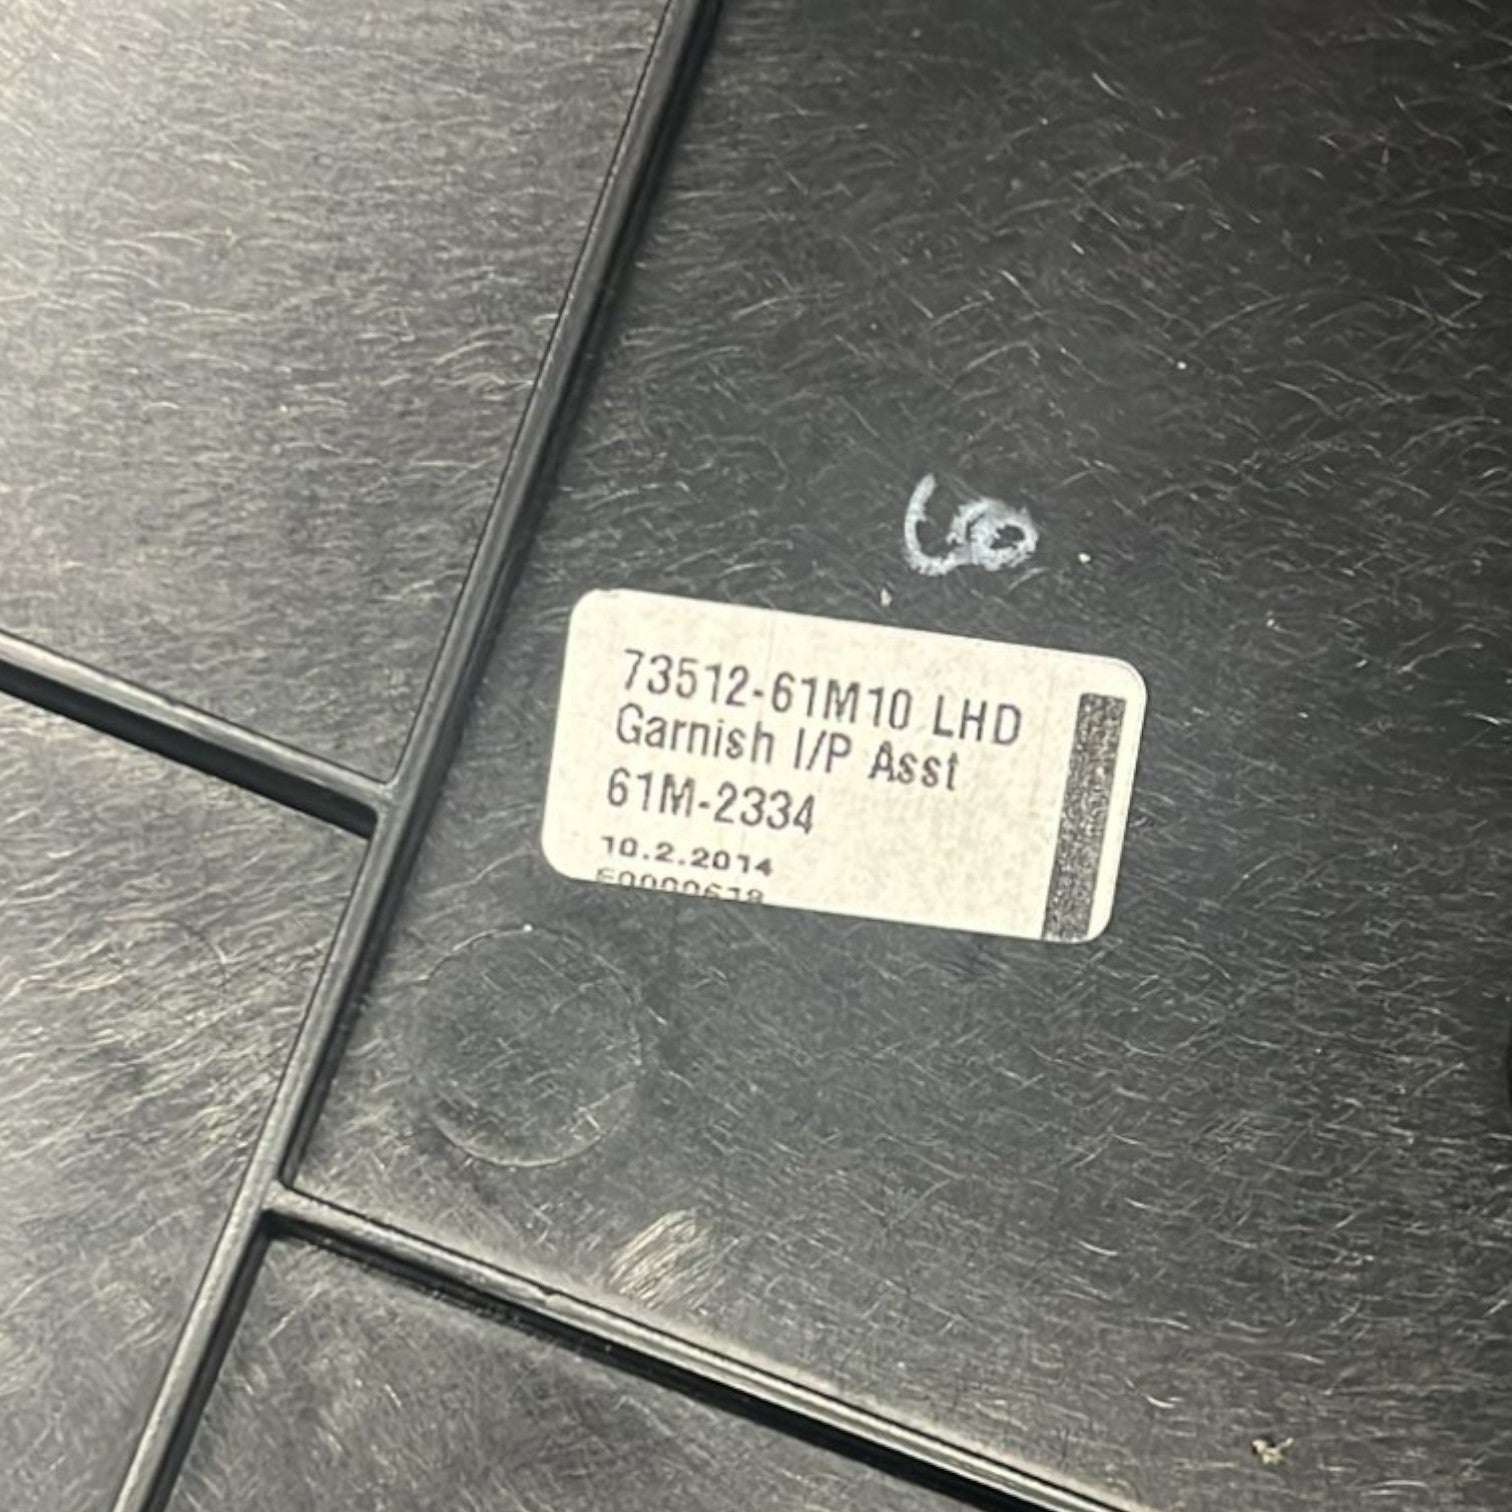 73512-61M10 LHD
Garnish I/P Asst
61M-2334
10.2.2014